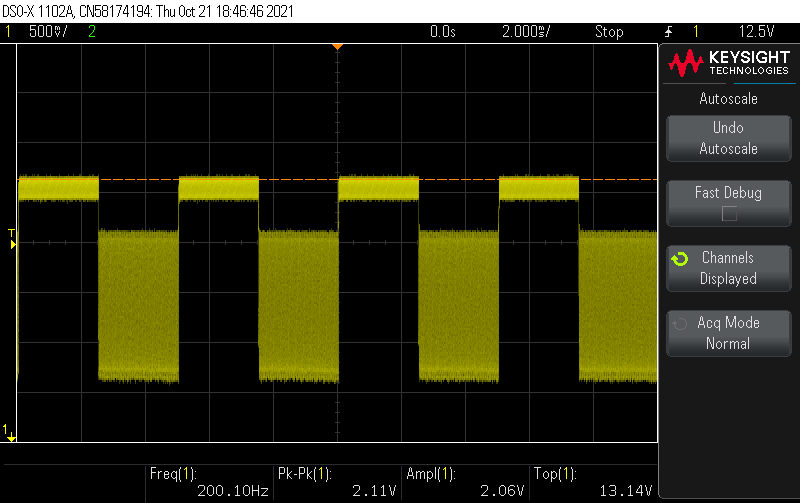 DSO-X 1102A, CN58174194: Thu Oct 21 18:46:46 2021
1 500mV/ 2 0.0s 2.000ms/ Stop 1 12.5V
KEYSIGHT
TECHNOLOGIES
Autoscale
Undo
Autoscale
Fast Debug
Channels
Displayed
Acq Mode
Normal
T
1
Freq(1): Pk-Pk(1): Ampl(1): Top(1):
200.10Hz 2.11V 2.06V 13.14V